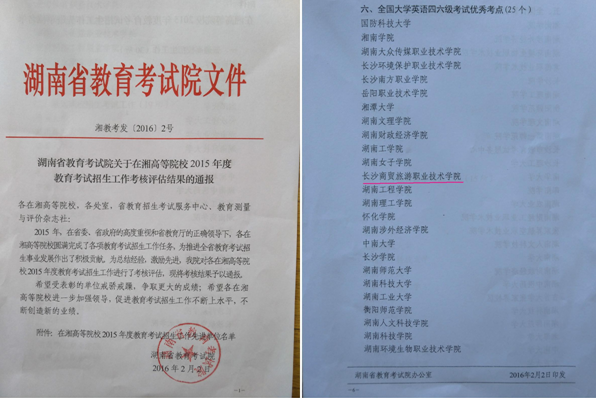 湖南省教育考试院文件
湘教考发〔2016〕2号
湖南省教育考试院关于在湘高等院校 2015 年度
教育考试招生工作考核评估结果的通报
各在湘高等院校，各处室、省教育招生考试服务中心、教育测量
与评价杂志社：
2015 年，在省委、省政府的高度重视和省教育厅的正确领导下，各在
湘高等院校圆满完成了各项教育考试工作任务，为推进全省教育考试招
生事业发展作出了积极贡献。为总结经验，激励先进，我院对各在湘高等院
校2015年度教育考试招生工作进行了考核评估，现将考核结果予以通报。
希望受表彰的单位戒骄戒躁，争取更大的成绩；希望各在湘
高等院校进一步加强领导，促进教育考试工作不断上水平，不
断创造新的业绩。
附件：在湘高等院校2015年度教育考试招生工作先进单位名单
湖南省教育考试院
2016 年 2 月 2 日
六、全国大学英语四六级考试优秀考点(25 个)
国防科技大学
湘南学院
湖南大众传媒职业技术学院
长沙环境保护职业技术学院
长沙南方职业学院
岳阳职业技术学院
湘潭大学
湖南文理学院
湖南财政经济学院
湖南工学院
湖南女子学院
长沙商贸旅游职业技术学院
湖南工程学院
湖南理工学院
怀化学院
湖南涉外经济学院
中南大学
长沙学院
湖南师范大学
湖南科技大学
湖南工业大学
衡阳师范学院
湖南人文科技学院
湖南科技学院
湖南环境生物职业技术学院
湖南省教育考试院办公室 2016年2月2日印发